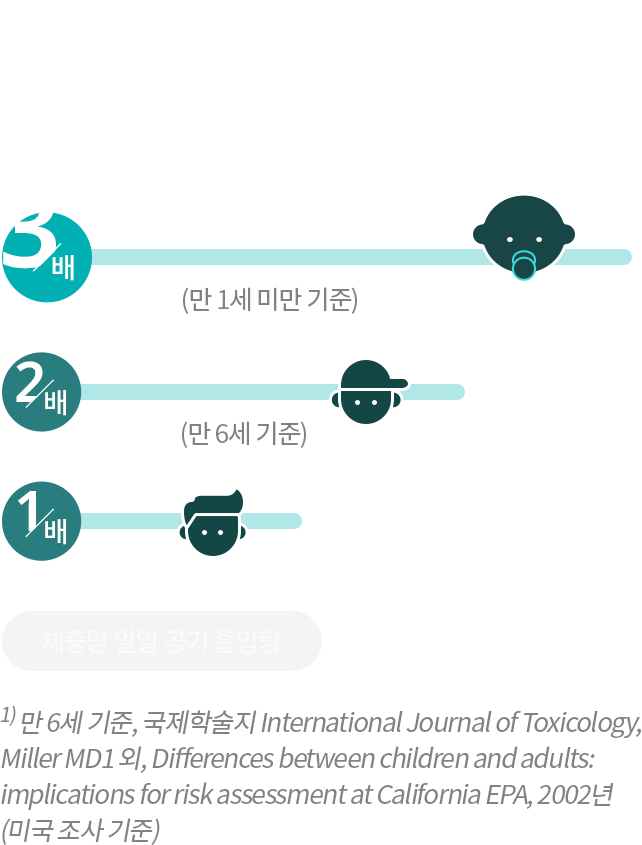 3배
(만 1세 미만 기준)
2배
(만 6세 기준)
1배
체중당 일일 공기 흡입량
1) 만 6세 기준, 국제학술지 International Journal of Toxicology,
Miller MD1 외, Differences between children and adults:
implications for risk assessment at California EPA, 2002년
(미국 조사 기준)